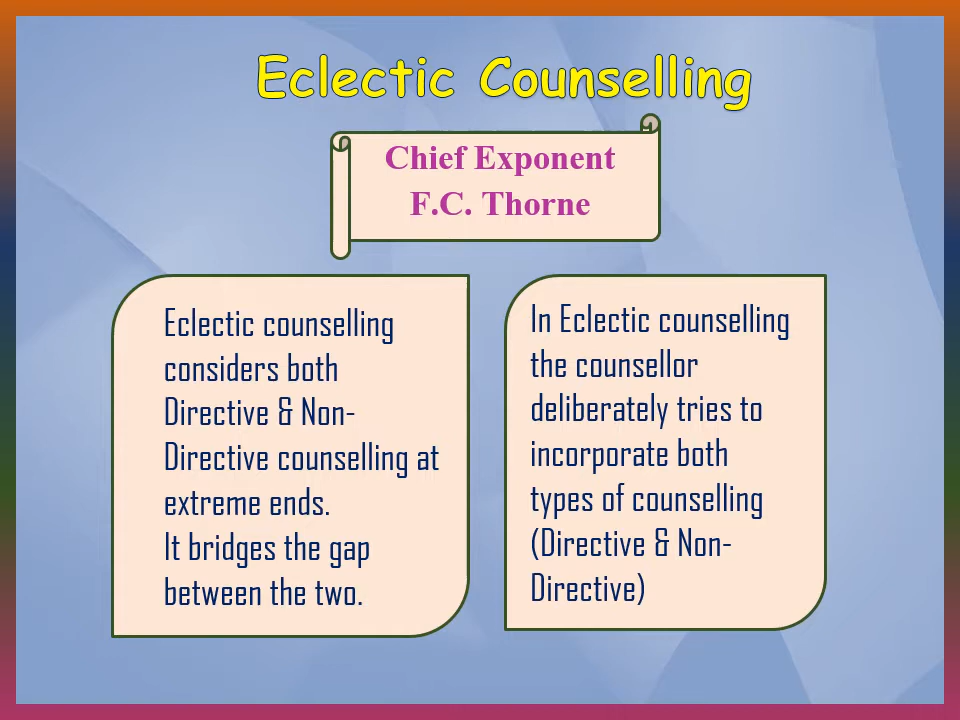 Eclectic Counselling
Chief Exponent
F.C. Thorne
Eclectic counselling
considers both
Directive & Non-
Directive counselling at
extreme ends.
It bridges the gap
between the two.
In Eclectic counselling
the counsellor
deliberately tries to
incorporate both
types of counselling
(Directive & Non-
Directive)